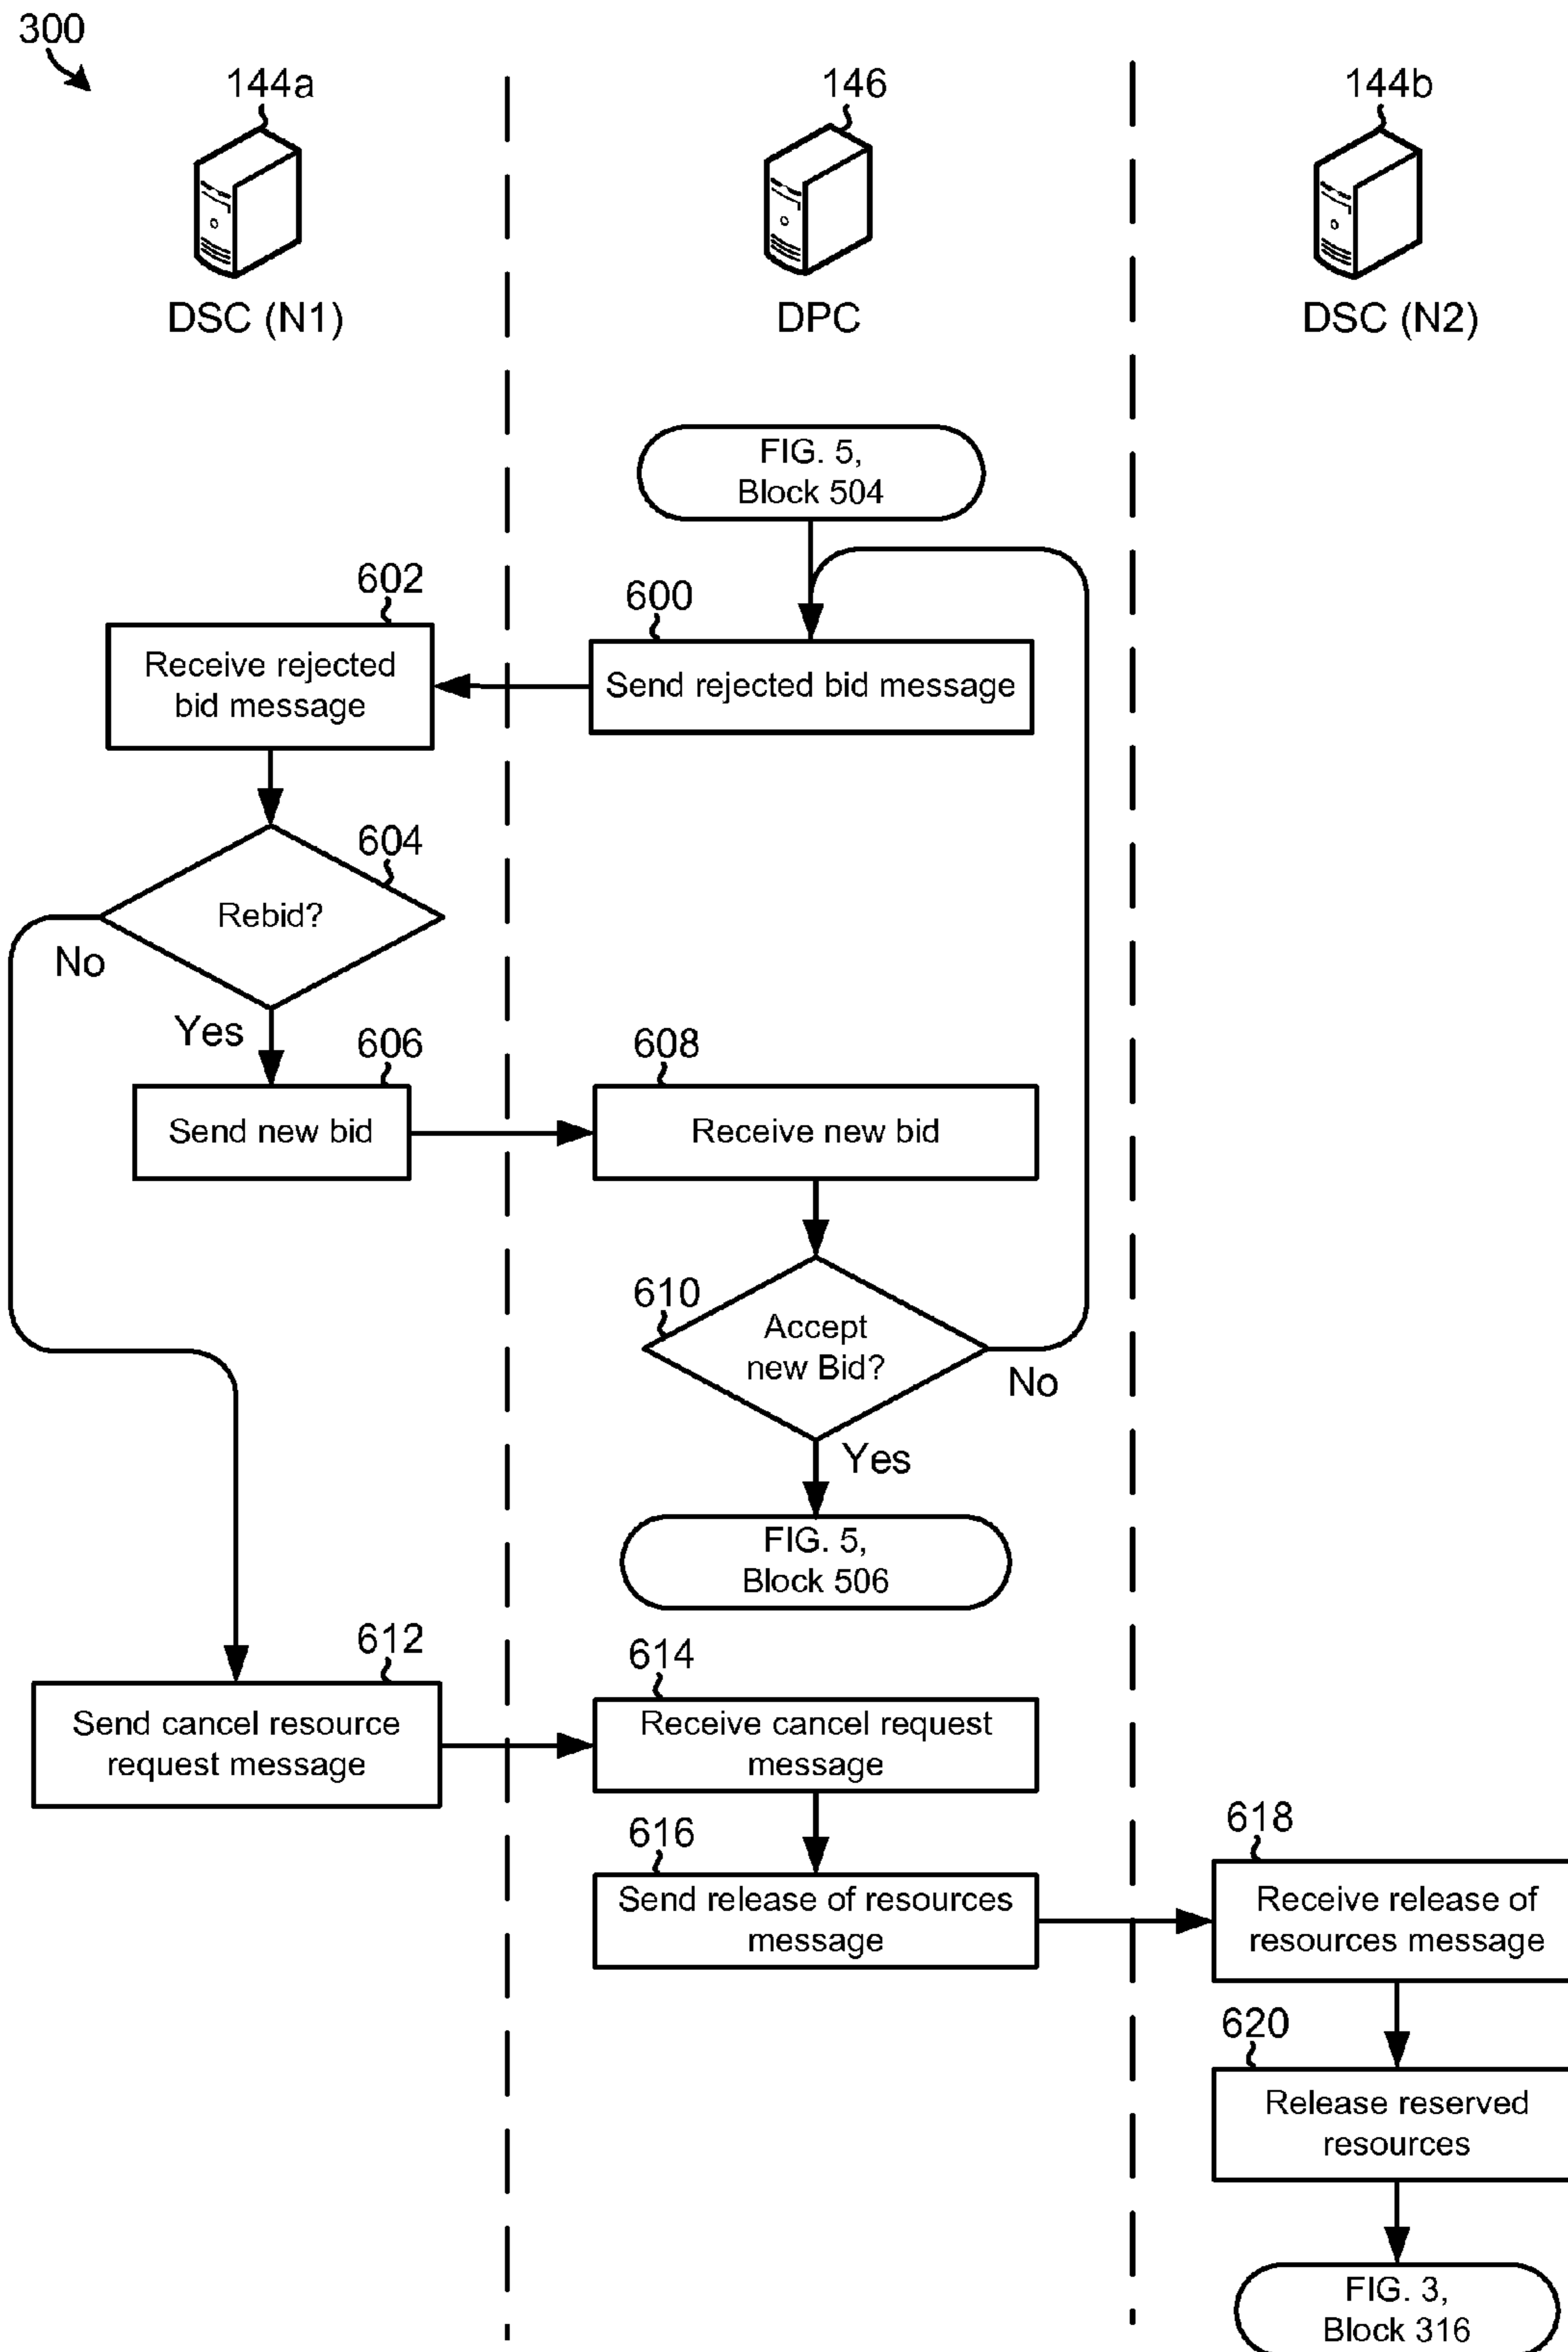 300
144a
146
144b
DSC (N1)
DPC
DSC (N2)
FIG. 5,
Block 504
602
600
Receive rejected
bid message
Send rejected bid message
604
Rebid?
No
Yes
606
608
Send new bid
Receive new bid
610
Accept
new Bid?
No
Yes
FIG. 5,
Block 506
612
614
Send cancel resource
request message
Receive cancel request
message
616
618
Send release of resources
message
Receive release of
resources message
620
Release reserved
resources
FIG. 3,
Block 316